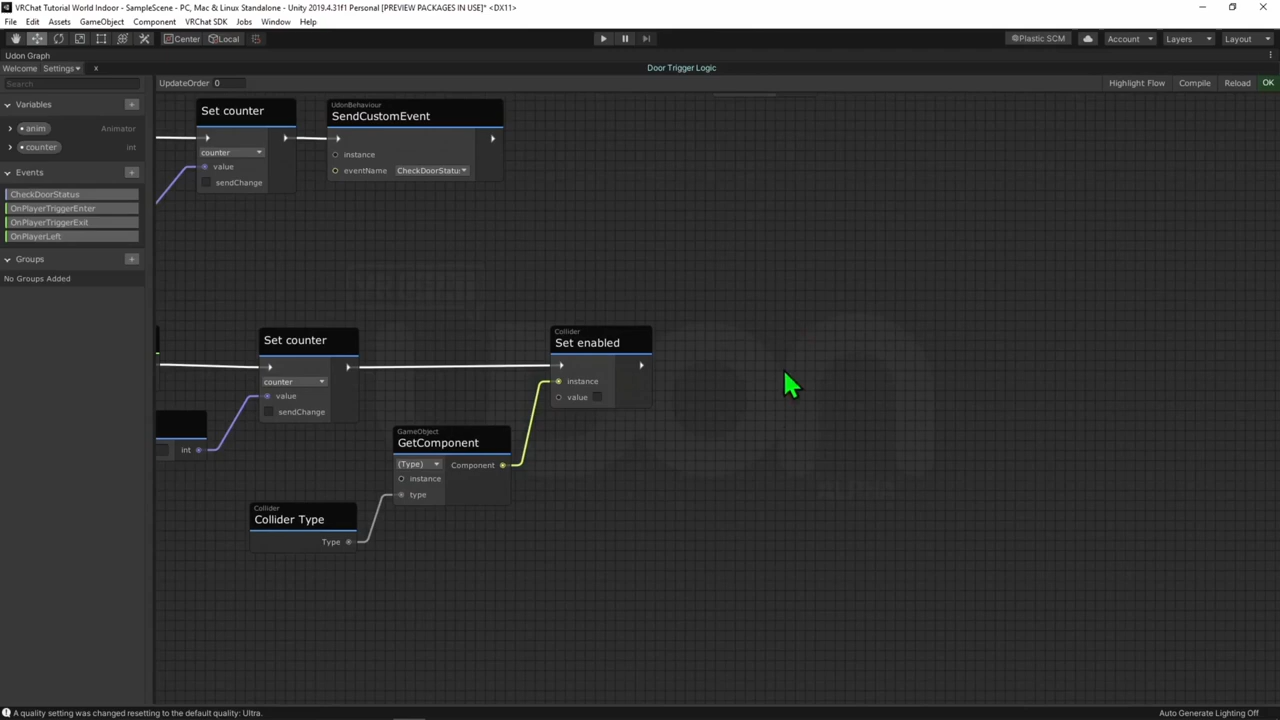 VRChat Tutorial World Indoor - SampleScene - PC, Mac & Linux Standalone - Unity 2019.4.31f1 Personal [PREVIEW PACKAGES IN USE]* <DX11>
File Edit Assets GameObject Component VRChat SDK Jobs Window Help
Center Local Plastic SCM Account Layers Layout
Udon Graph
Welcome Settings x Door Trigger Logic
Search UpdateOrder 0 Highlight Flow Compile Reload OK
Variables +
anim Animator
counter int
Events +
CheckDoorStatus
OnPlayerTriggerEnter
OnPlayerTriggerExit
OnPlayerLeft
Groups +
No Groups Added
Set counter
counter
value
sendChange
UdonBehaviour
SendCustomEvent
instance
eventName CheckDoorStatu
Set counter
counter
value
sendChange
int
Collider
Set enabled
instance
value
GameObject
GetComponent
(Type) Component
instance
type
Collider
Collider Type
Type
A quality setting was changed resetting to the default quality: Ultra.
Auto Generate Lighting Off